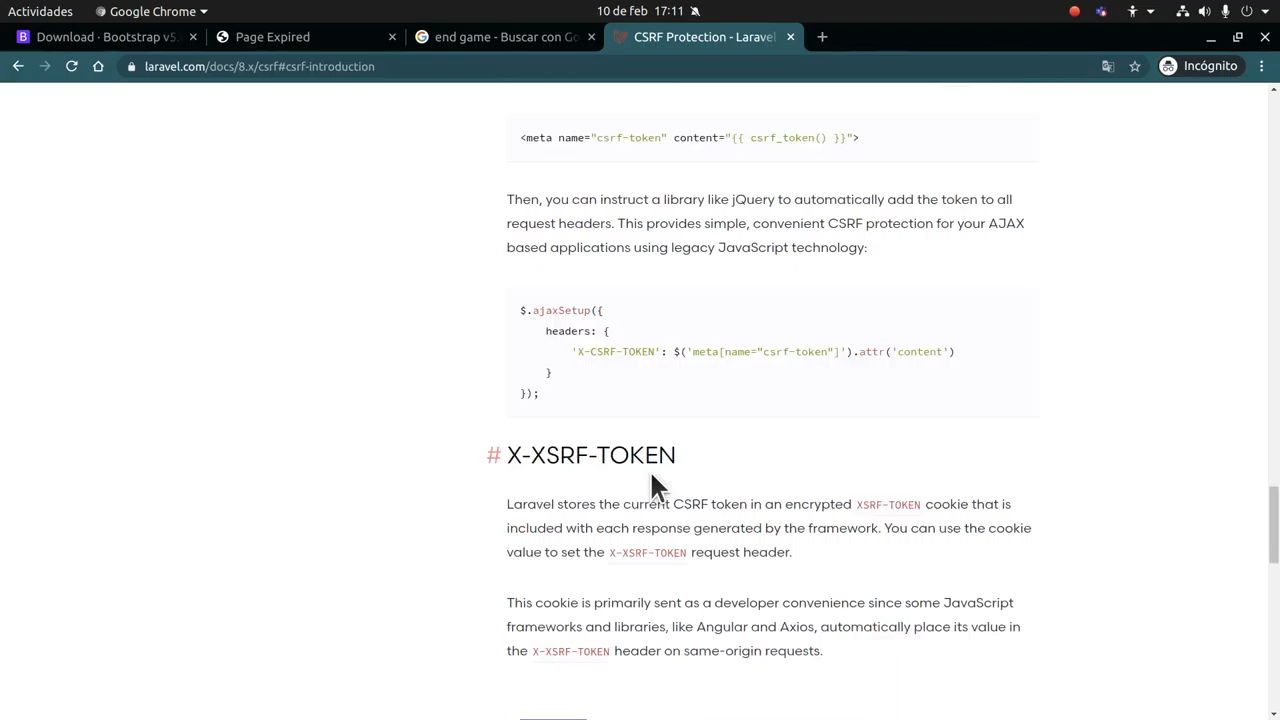 Actividades Google Chrome 10 de feb 17:11
Download · Bootstrap v5. Page Expired end game - Buscar con Go CSRF Protection - Laravel
laravel.com/docs/8.x/csrf#csrf-introduction Incógnito
<meta name="csrf-token" content="{{ csrf_token() }}">
Then, you can instruct a library like jQuery to automatically add the token to all
request headers. This provides simple, convenient CSRF protection for your AJAX
based applications using legacy JavaScript technology:
$.ajaxSetup({
headers: {
'X-CSRF-TOKEN': $('meta[name="csrf-token"]').attr('content')
}
});
# X-XSRF-TOKEN
Laravel stores the current CSRF token in an encrypted XSRF-TOKEN cookie that is
included with each response generated by the framework. You can use the cookie
value to set the X-XSRF-TOKEN request header.
This cookie is primarily sent as a developer convenience since some JavaScript
frameworks and libraries, like Angular and Axios, automatically place its value in
the X-XSRF-TOKEN header on same-origin requests.